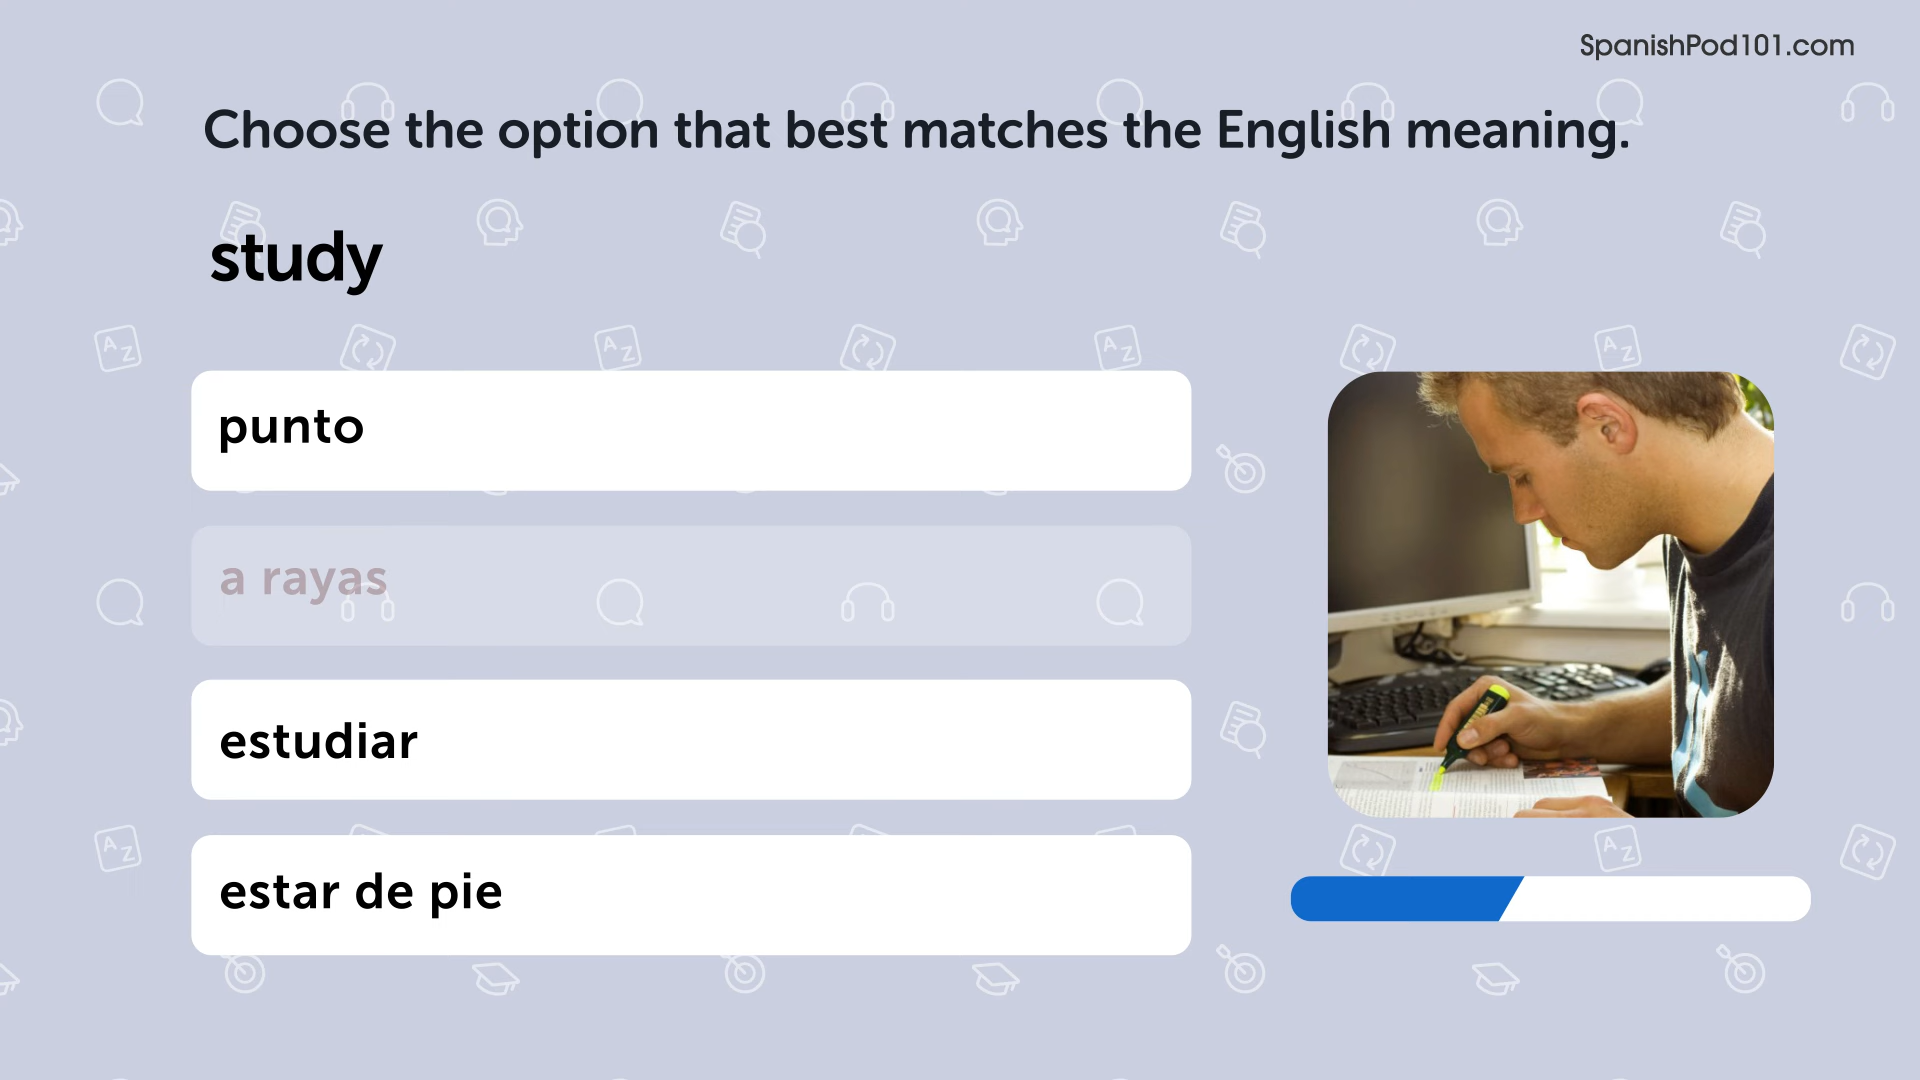 SpanishPod101.com
Choose the option that best matches the English meaning.
study
punto
a rayas
estudiar
estar de pie